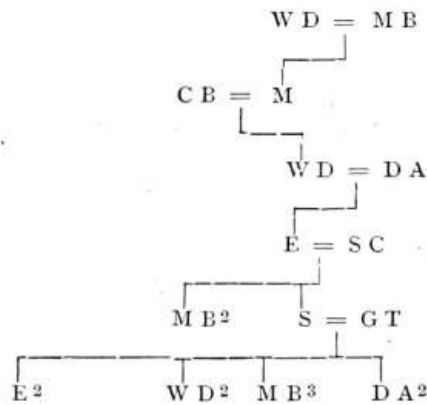 W D = M B
C B = M
W D = D A
E = S C
M B² S = G T
E² W D² M B³ D A²